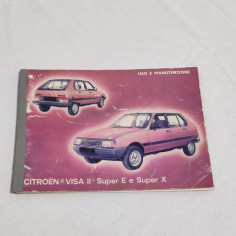 USO E MANUTENZIONE
CITROËN VISA II Super E e Super X